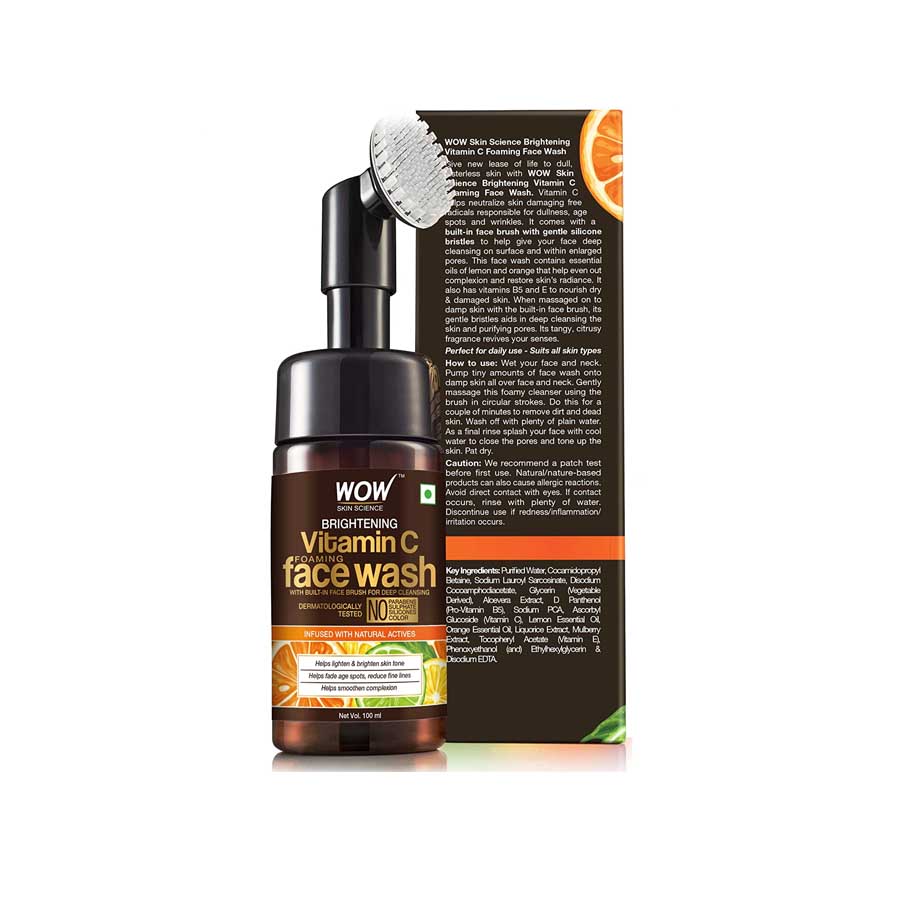 WOW™
SKIN SCIENCE
BRIGHTENING
Vitamin C
FOAMING
face wash
WITH BUILT-IN FACE BRUSH FOR DEEP CLEANSING
DERMATOLOGICALLY
TESTED
NO
PARABENS
SULPHATE
SILICONES
COLOR
INFUSED WITH NATURAL ACTIVES
Helps lighten & brighten skin tone
Helps fade age spots, reduce fine lines
Helps smoothen complexion
Net Vol. 100 ml
WOW Skin Science Brightening
Vitamin C Foaming Face Wash
new lease of life to dull,
skin with WOW Skin
Brightening Vitamin C
Face Wash. Vitamin C
neutralize skin damaging free
radicals responsible for dullness, age
spots and wrinkles. It comes with a
built-in face brush with gentle silicone
bristles to help give your face deep
cleansing on surface and within enlarged
pores. This face wash contains essential
oils of lemon and orange that help even out
complexion and restore skin's radiance. It
also has vitamins B5 and E to nourish dry
& damaged skin. When massaged on to
damp skin with the built-in face brush, its
gentle bristles aids in deep cleansing the
skin and purifying pores. Its tangy, citrusy
fragrance revives your senses.
Perfect for daily use - Suits all skin types
How to use: Wet your face and neck.
Pump tiny amounts of face wash onto
damp skin all over face and neck. Gently
massage this foamy cleanser using the
brush in circular strokes. Do this for a
couple of minutes to remove dirt and dead
skin. Wash off with plenty of plain water.
As a final rinse splash your face with cool
water to close the pores and tone up the
skin. Pat dry.
Caution: We recommend a patch test
before first use. Natural/nature-based
products can also cause allergic reactions.
Avoid direct contact with eyes. If contact
occurs, rinse with plenty of water.
Discontinue use if redness/inflammation/
irritation occurs.
Key Ingredients: Purified Water, Cocamidopropyl
Betaine, Sodium Lauroyl Sarcosinate, Disodium
Cocoamphodiacetate, Glycerin (Vegetable
Derived), Aloevera Extract, D Panthenol
(Pro-Vitamin B5), Sodium PCA, Ascorbyl
Glucoside (Vitamin C), Lemon Essential Oil,
Orange Essential Oil, Liquorice Extract, Mulberry
Extract, Tocopheryl Acetate (Vitamin E),
Phenoxyethanol (and) Ethylhexylglycerin &
Disodium EDTA.